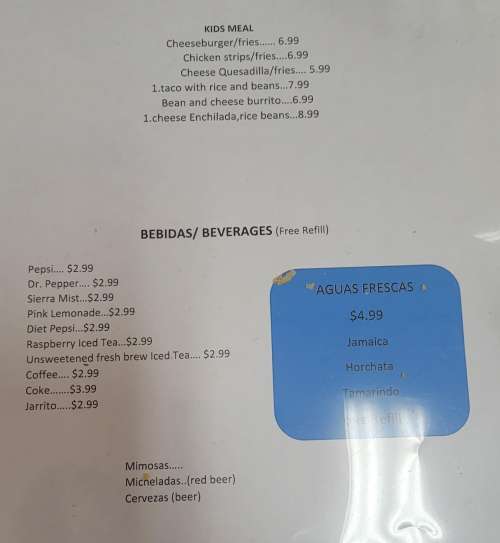 KIDS MEAL
Cheeseburger/fries...... 6.99
Chicken strips/fries....6.99
Cheese Quesadilla/fries.... 5.99
1.taco with rice and beans...7.99
Bean and cheese burrito....6.99
1.cheese Enchilada,rice beans...8.99
BEBIDAS/ BEVERAGES (Free Refill)
Pepsi.... $2.99
Dr. Pepper.... $2.99
Sierra Mist...$2.99
Pink Lemonade...$2.99
Diet Pepsi...$2.99
Raspberry Iced Tea...$2.99
Unsweetened fresh brew Iced Tea.... $2.99
Coffee.... $2.99
Coke.......$3.99
Jarrito.....$2.99
AGUAS FRESCAS
$4.99
Jamaica
Horchata
Tamarindo
Mimosas.....
Micheladas..(red beer)
Cervezas (beer)